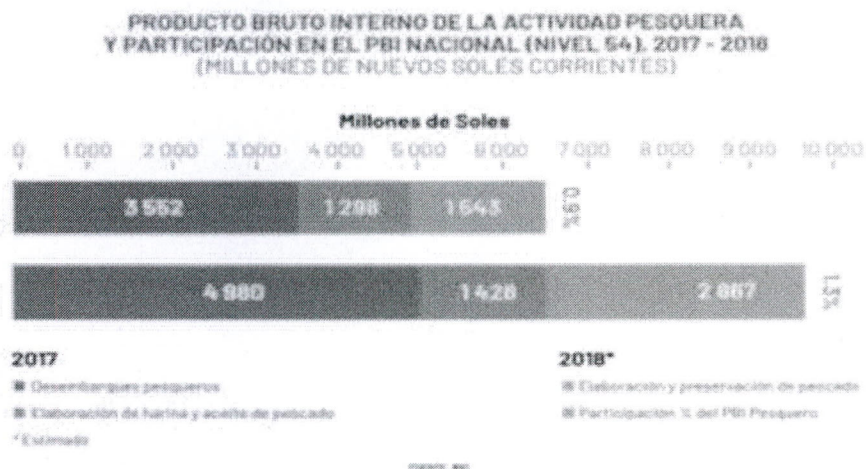 PRODUCTO BRUTO INTERNO DE LA ACTIVIDAD PESQUERA
Y PARTICIPACIÓN EN EL PBI NACIONAL (NIVEL 54). 2017 - 2018
(MILLONES DE NUEVOS SOLES CORRIENTES)
Millones de Soles
0 1 000 2 000 3 000 4 000 5 000 6 000 7 000 8 000 9 000 10 000
3 552 1 298 1 643 0.9%
4 980 1 428 2 867 1.3%
2017 2018*
Desembarques pesqueros Elaboración y preservación de pescado
Elaboración de harina y aceite de pescado Participación % del PBI Pesquero
*Estimado